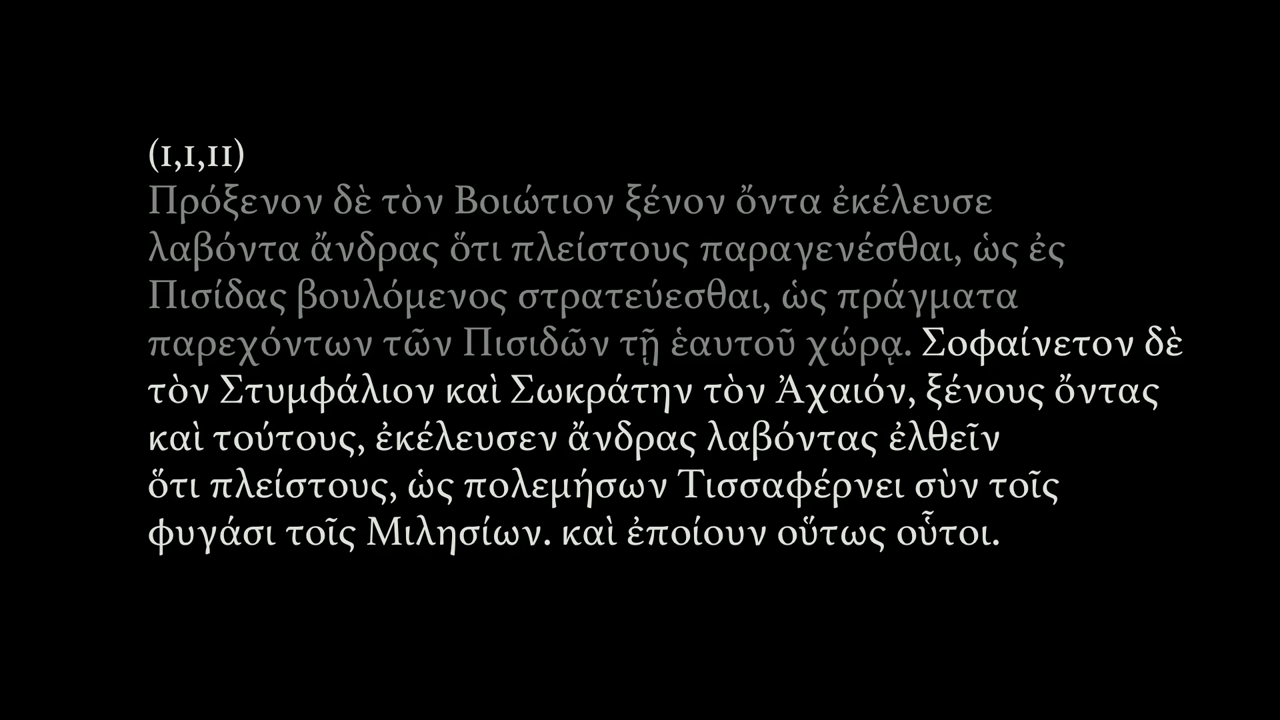 (1,1,11)
Πρόξενον δὲ τὸν Βοιώτιον ξένον ὄντα ἐκέλευσε
λαβόντα ἄνδρας ὅτι πλείστους παραγενέσθαι, ὡς ἐς
Πισίδας βουλόμενος στρατεύεσθαι, ὡς πράγματα
παρεχόντων τῶν Πισιδῶν τῇ ἑαυτοῦ χώρᾳ. Σοφαίνετον δὲ
τὸν Στυμφάλιον καὶ Σωκράτην τὸν Ἀχαιόν, ξένους ὄντας
καὶ τούτους, ἐκέλευσεν ἄνδρας λαβόντας ἐλθεῖν
ὅτι πλείστους, ὡς πολεμήσων Τισσαφέρνει σὺν τοῖς
φυγάσι τοῖς Μιλησίων. καὶ ἐποίουν οὕτως οὗτοι.